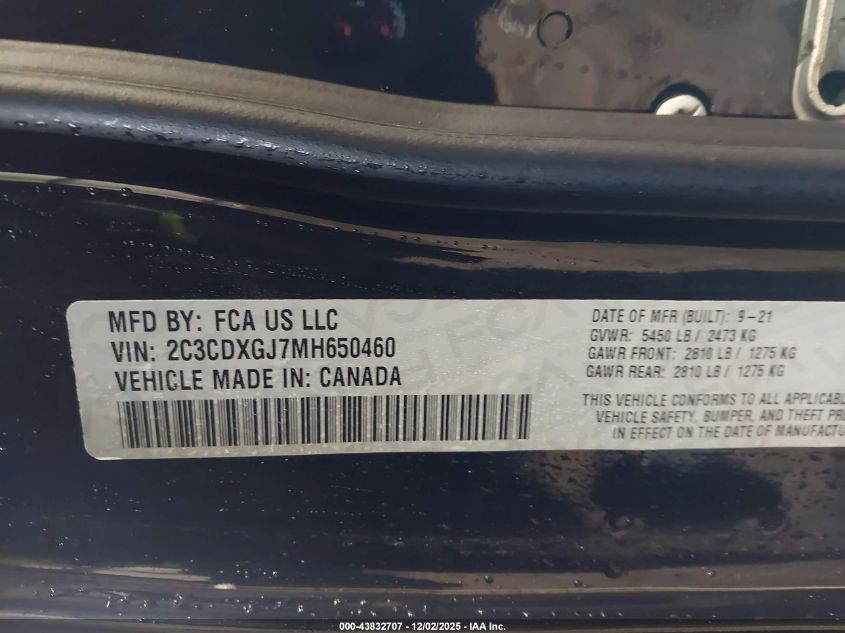 MFD BY: FCA US LLC
VIN: 2C3CDXGJ7MH650460
VEHICLE MADE IN: CANADA
DATE OF MFR (BUILT): 9-21
GVWR: 5450 LB / 2473 KG
GAWR FRONT: 2810 LB / 1275 KG
GAWR REAR: 2810 LB / 1275 KG
THIS VEHICLE CONFORMS TO ALL APPLICABL
VEHICLE SAFETY, BUMPER, AND THEFT PR
IN EFFECT ON THE DATE OF MANUFACTU
000-43832707 - 12/02/2025 - IAA Inc.